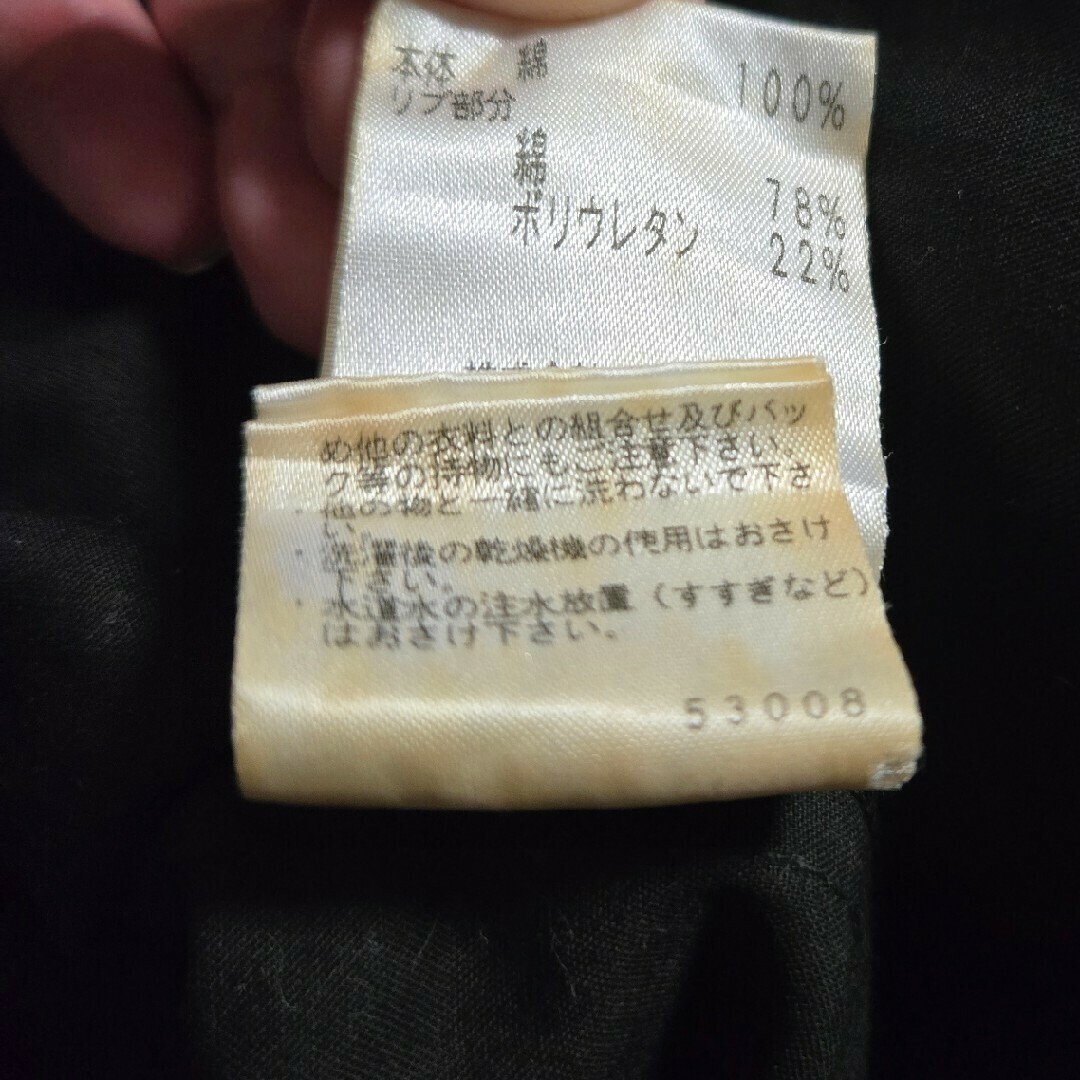 本体 綿 100%
リブ部分
綿 78%
ポリウレタン 22%
め他の衣料との組合せ及びバッ
ク等の持物にもご注意下さい。
・他の物と一緒に洗わないで下さ
い。
・洗濯後の乾燥機の使用はおさけ
下さい。
・水道水の注水放置(すすぎなど)
はおさけ下さい。
53008